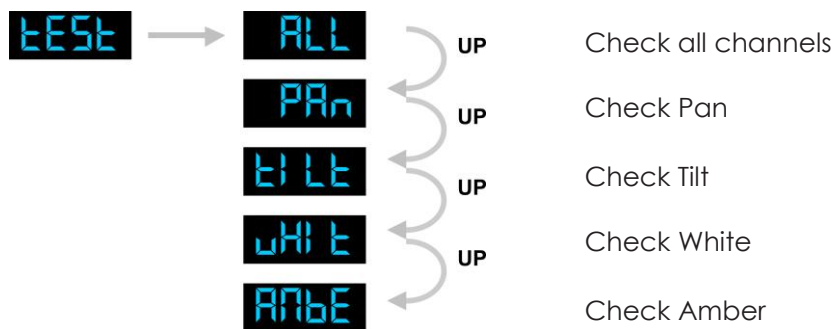 tESt ALL UP Check all channels
PAn UP Check Pan
tILt UP Check Tilt
wHIt UP Check White
AMbE Check Amber